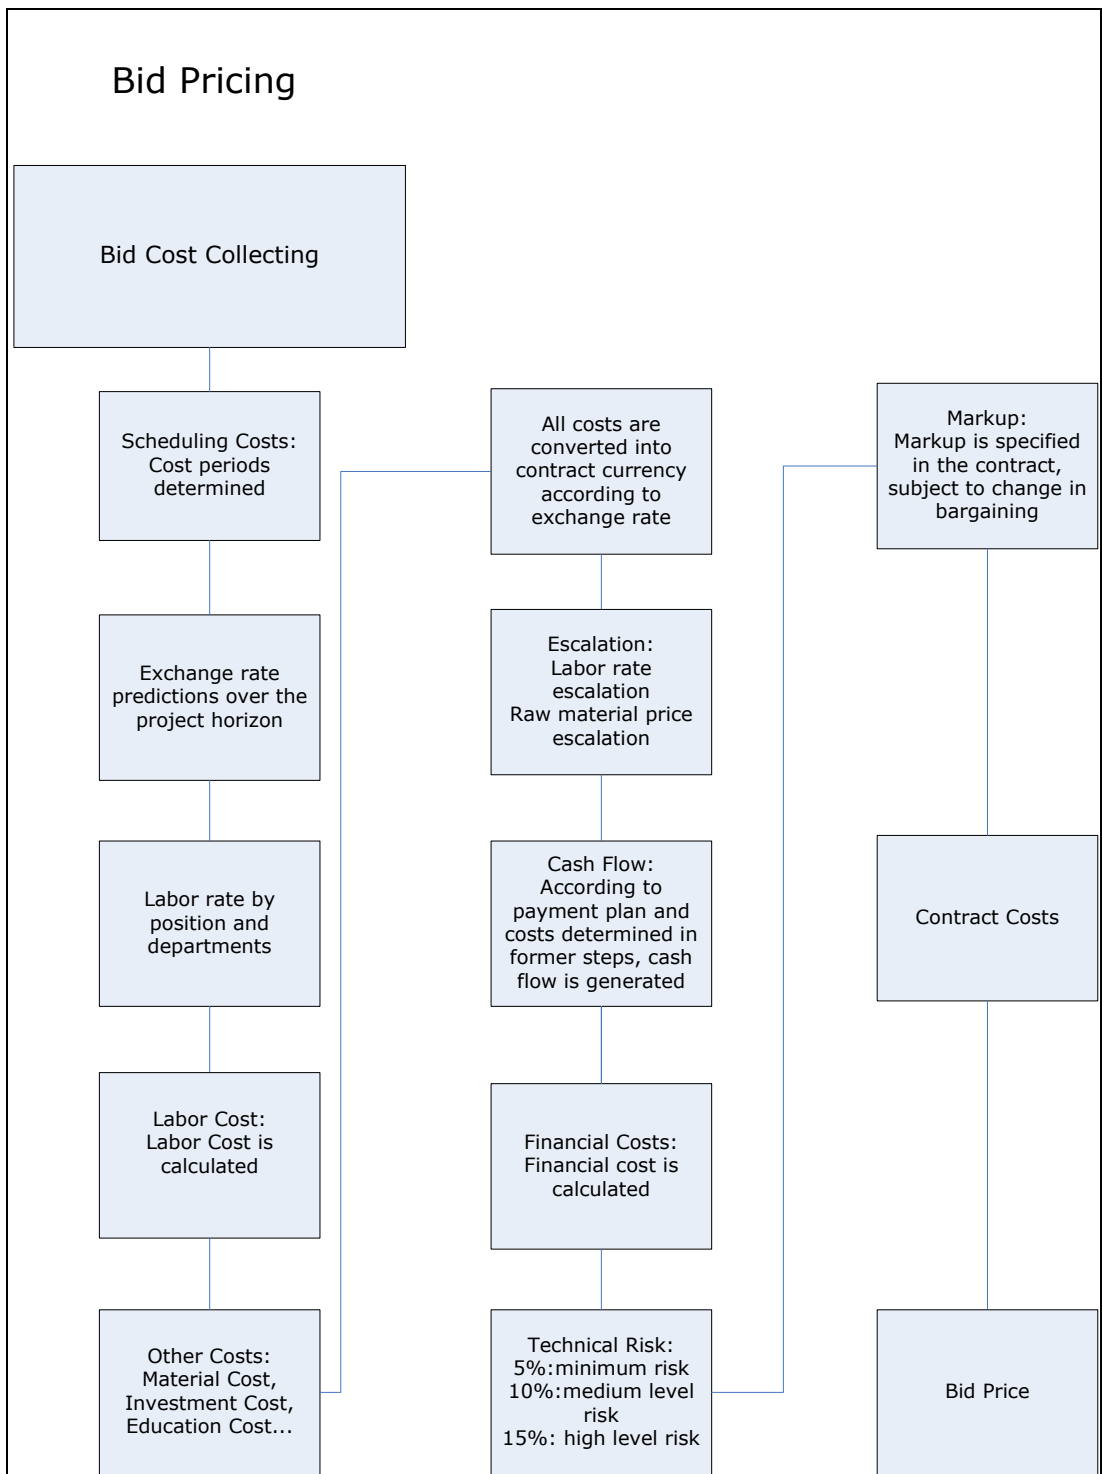 Bid Pricing
Bid Cost Collecting
Scheduling Costs:
Cost periods
determined
Exchange rate
predictions over the
project horizon
Labor rate by
position and
departments
Labor Cost:
Labor Cost is
calculated
Other Costs:
Material Cost,
Investment Cost,
Education Cost...
All costs are
converted into
contract currency
according to
exchange rate
Escalation:
Labor rate
escalation
Raw material price
escalation
Cash Flow:
According to
payment plan and
costs determined in
former steps, cash
flow is generated
Financial Costs:
Financial cost is
calculated
Technical Risk:
5%:minimum risk
10%:medium level
risk
15%: high level risk
Markup:
Markup is specified
in the contract,
subject to change in
bargaining
Contract Costs
Bid Price